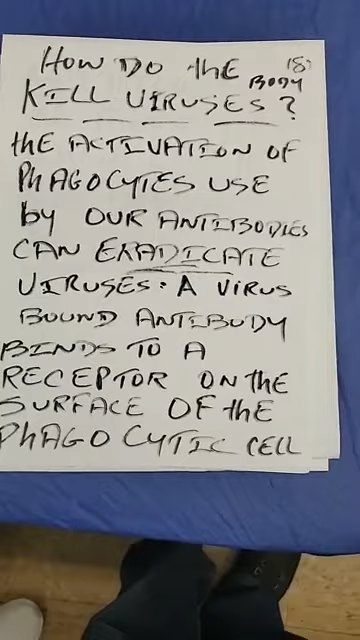 HOW DO the BODY (8)
KILL VIRUSES?
the ACTIVATION OF
PHAGOCYTES USE
by OUR ANTIBODIES
CAN ERADICATE
VIRUSES. A VIRUS
BOUND ANTIBODY
BINDS TO A
RECEPTOR ON the
SURFACE OF the
PHAGOCYTIC CELL